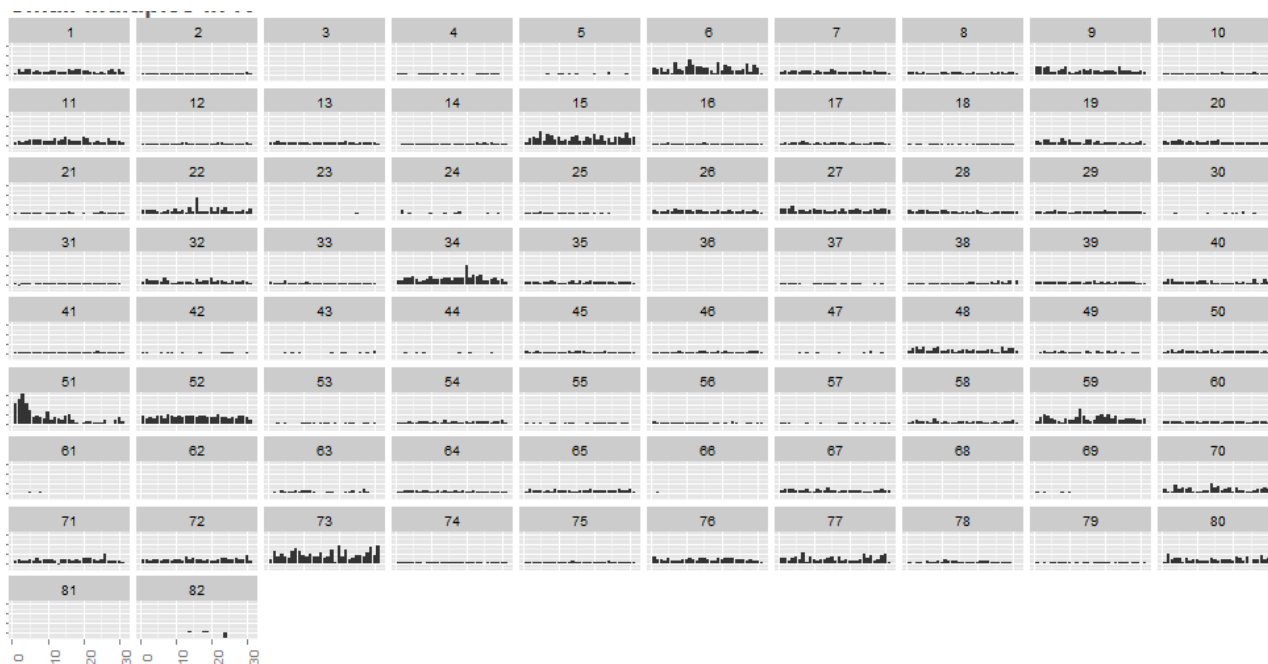 1 2 3 4 5 6 7 8 9 10
11 12 13 14 15 16 17 18 19 20
21 22 23 24 25 26 27 28 29 30
31 32 33 34 35 36 37 38 39 40
41 42 43 44 45 46 47 48 49 50
51 52 53 54 55 56 57 58 59 60
61 62 63 64 65 66 67 68 69 70
71 72 73 74 75 76 77 78 79 80
81 82
0 10 20 30 0 10 20 30